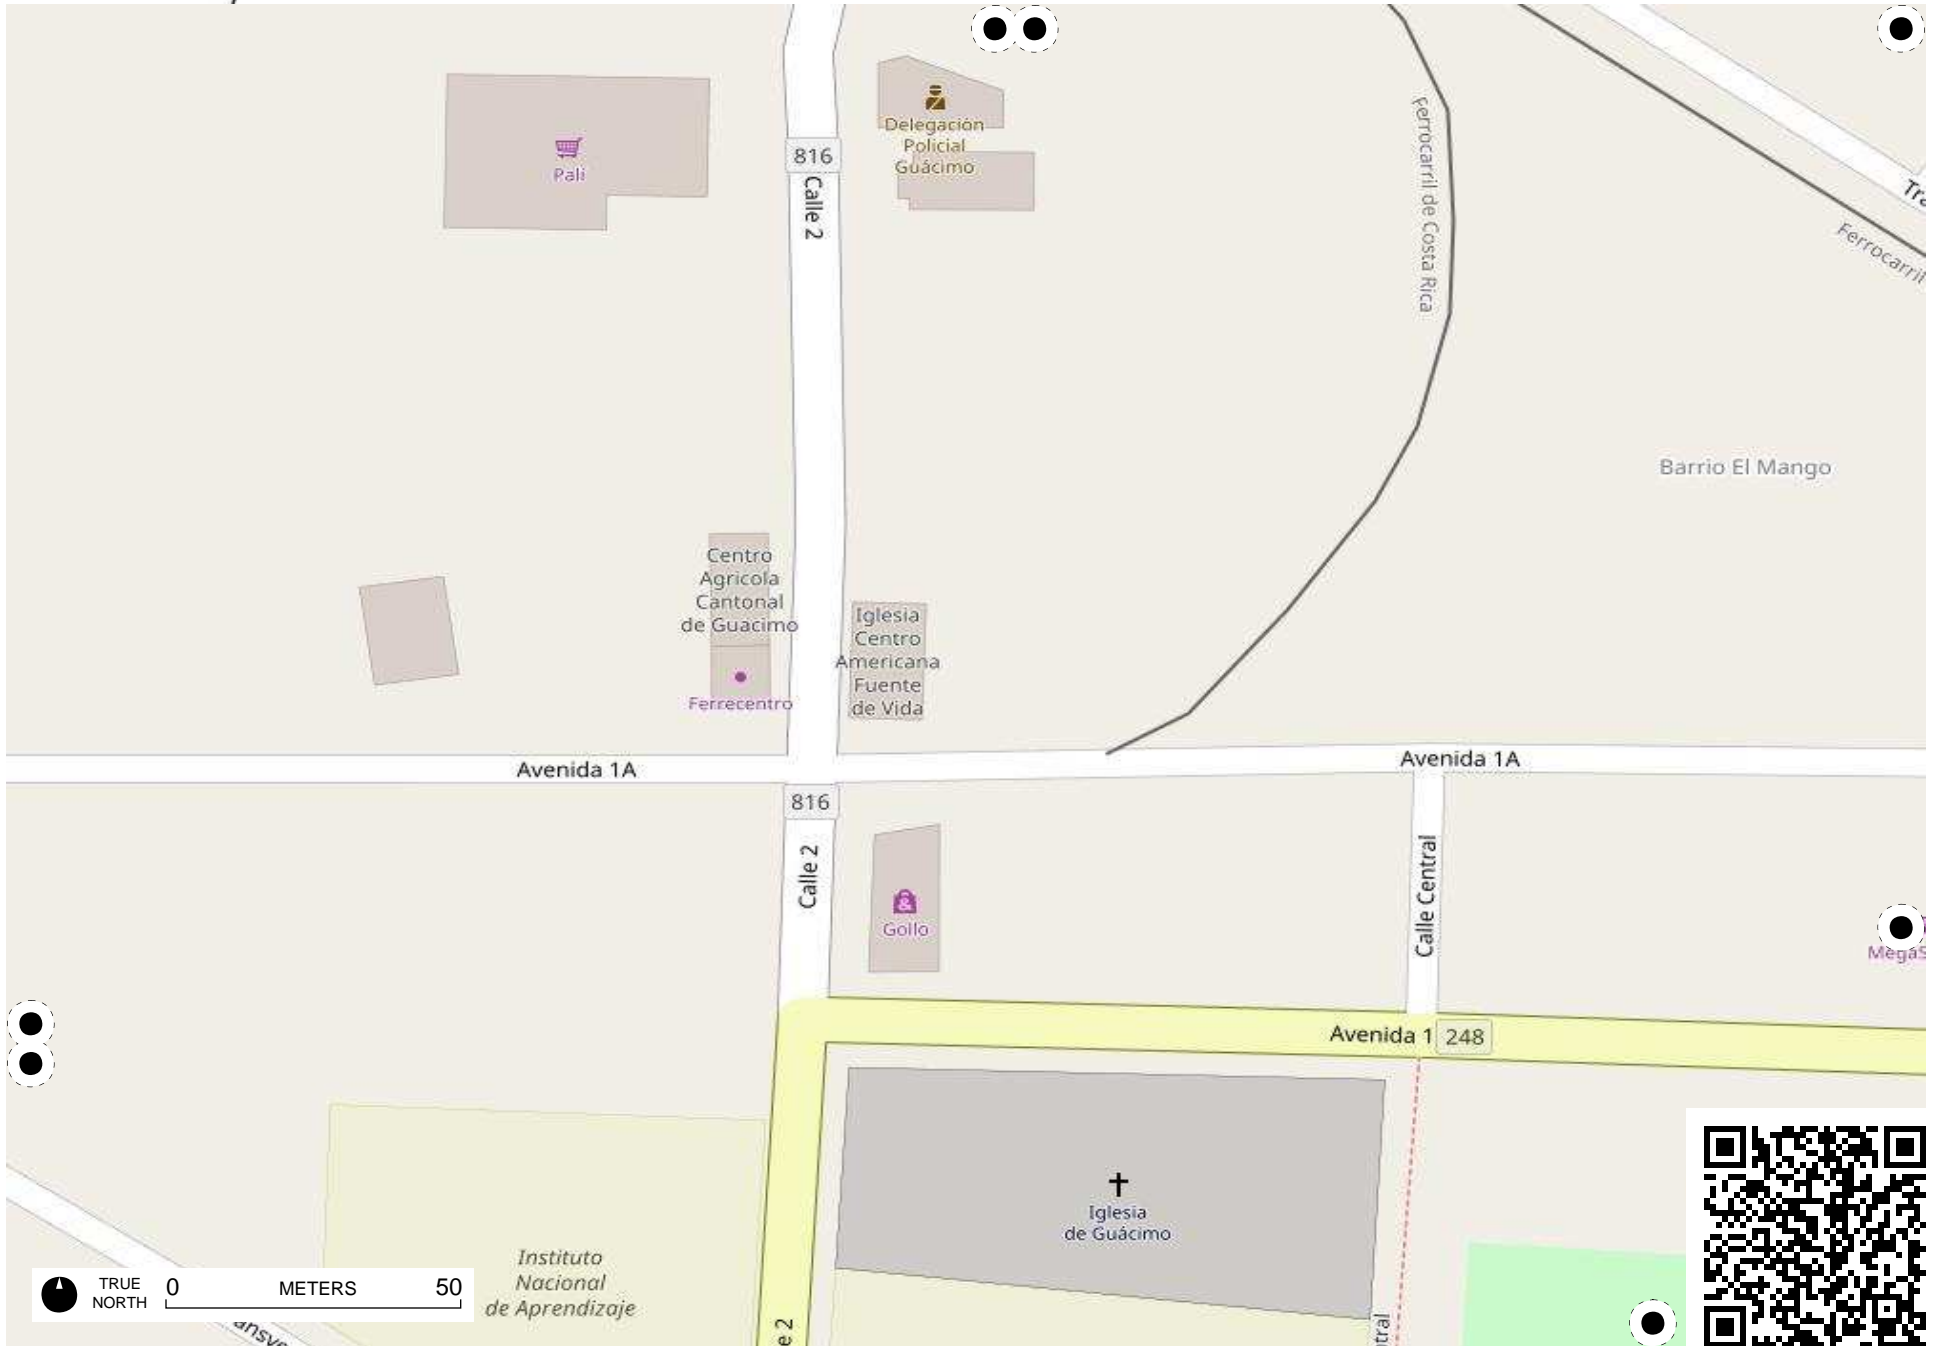 Delegación
Policial
Guácimo
816
Pali
Calle 2
Ferrocarril de Costa Rica
Ferrocarril
Barrio El Mango
Centro
Agricola
Cantonal
de Guacimo
Iglesia
Centro
Americana
Fuente
de Vida
Ferrecentro
Avenida 1A
Avenida 1A
816
Calle 2
Calle Central
Gollo
Avenida 1
248
Iglesia
de Guácimo
Instituto
Nacional
de Aprendizaje
TRUE
NORTH
0
METERS
50